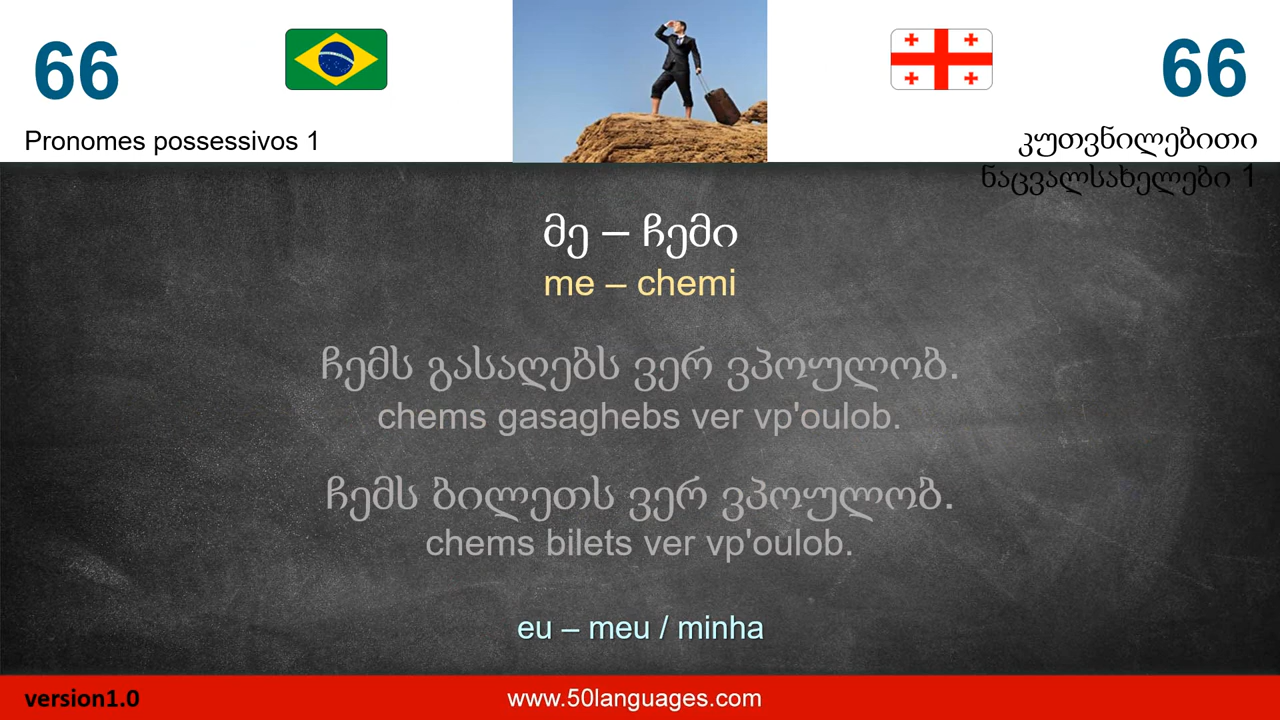 66
66
Pronomes possessivos 1
კუთვნილებითი
ნაცვალსახელები 1
მე – ჩემი
me – chemi
ჩემს გასაღებს ვერ ვპოულობ.
chems gasaghebs ver vp'oulob.
ჩემს ბილეთს ვერ ვპოულობ.
chems bilets ver vp'oulob.
eu – meu / minha
version1.0
www.50languages.com